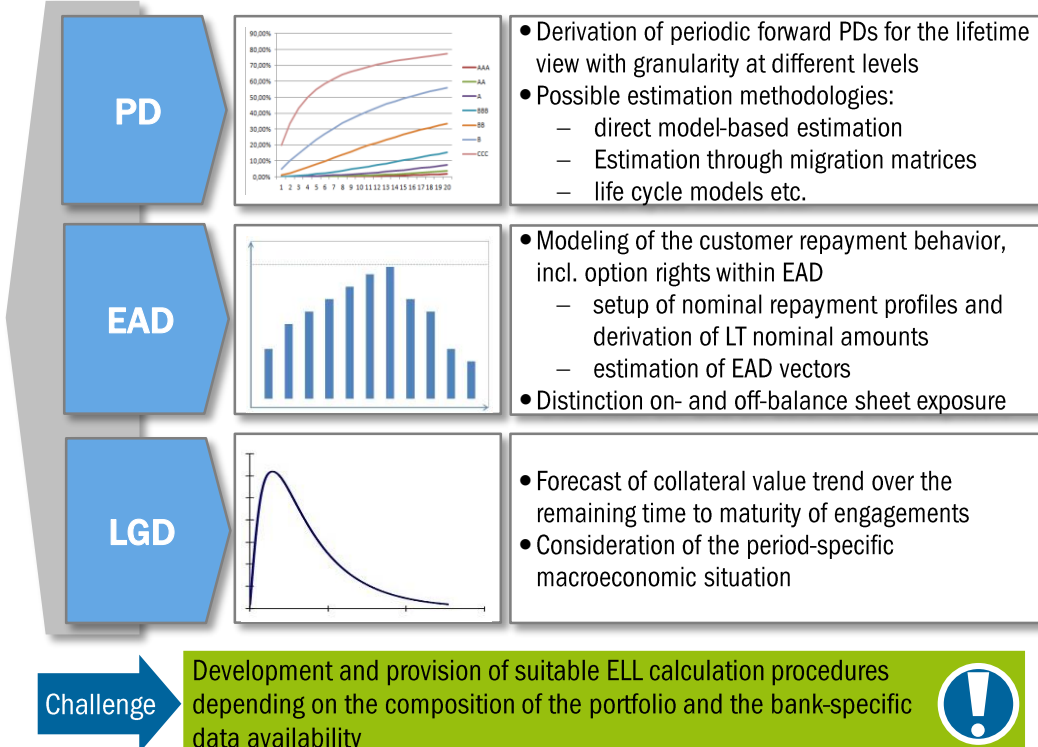 PD
90,00%
80,00%
70,00%
60,00%
50,00%
40,00%
30,00%
20,00%
10,00%
0,00%
1 2 3 4 5 6 7 8 9 10 11 12 13 14 15 16 17 18 19 20
AAA
AA
A
BBB
BB
B
CCC
• Derivation of periodic forward PDs for the lifetime
view with granularity at different levels
• Possible estimation methodologies:
– direct model-based estimation
– Estimation through migration matrices
– life cycle models etc.
EAD
• Modeling of the customer repayment behavior,
incl. option rights within EAD
– setup of nominal repayment profiles and
derivation of LT nominal amounts
– estimation of EAD vectors
• Distinction on- and off-balance sheet exposure
LGD
• Forecast of collateral value trend over the
remaining time to maturity of engagements
• Consideration of the period-specific
macroeconomic situation
Challenge
Development and provision of suitable ELL calculation procedures
depending on the composition of the portfolio and the bank-specific
data availability
!